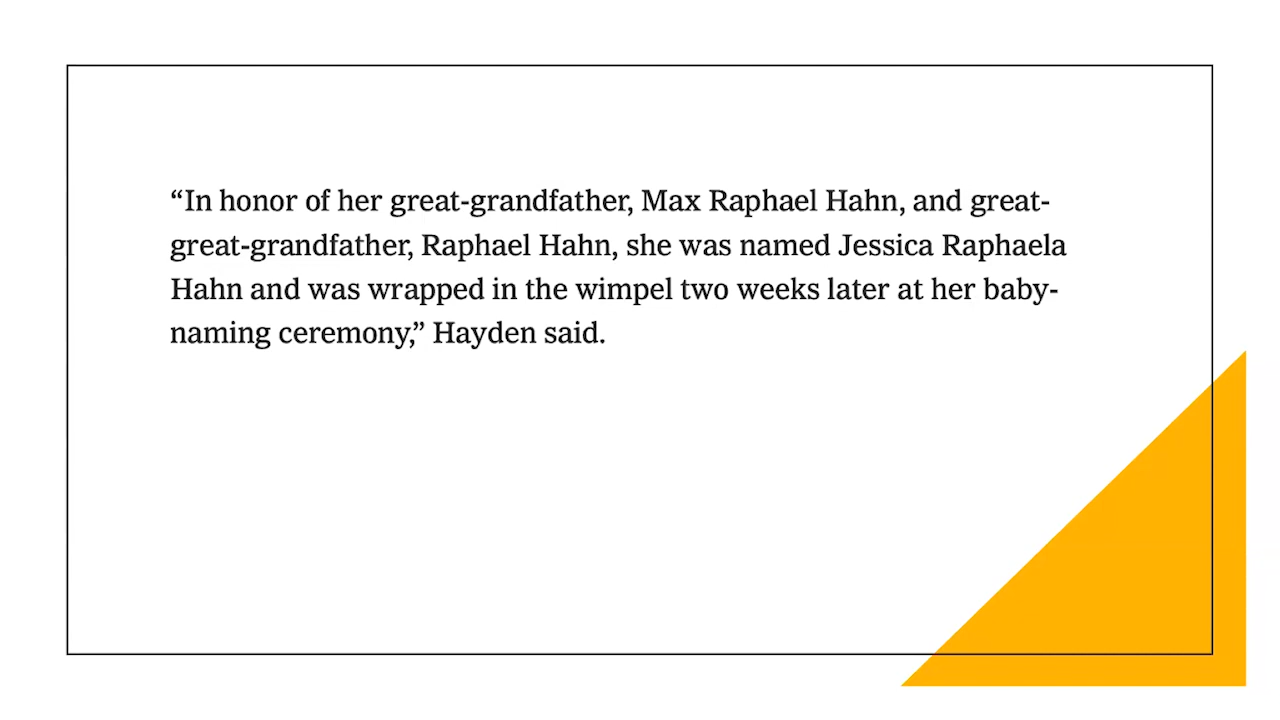 “In honor of her great-grandfather, Max Raphael Hahn, and great-
great-grandfather, Raphael Hahn, she was named Jessica Raphaela
Hahn and was wrapped in the wimpel two weeks later at her baby-
naming ceremony,” Hayden said.